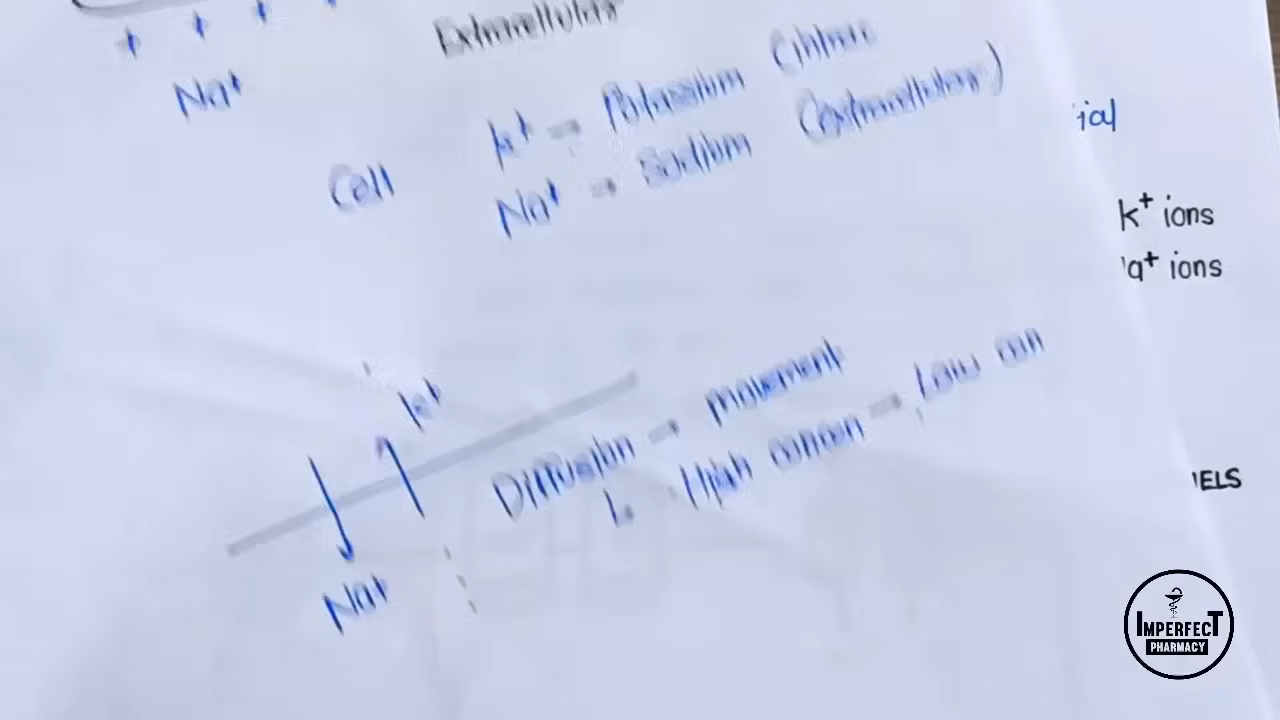 Extracellular
Na+
K+ → Potassium (intra
Na+ → Sodium (extracellular)
Cell
ial
k+ ions
a+ ions
K+
Diffusion → movement
↳ High concen → Low con
Na+
ELS
IMPERFECT
PHARMACY